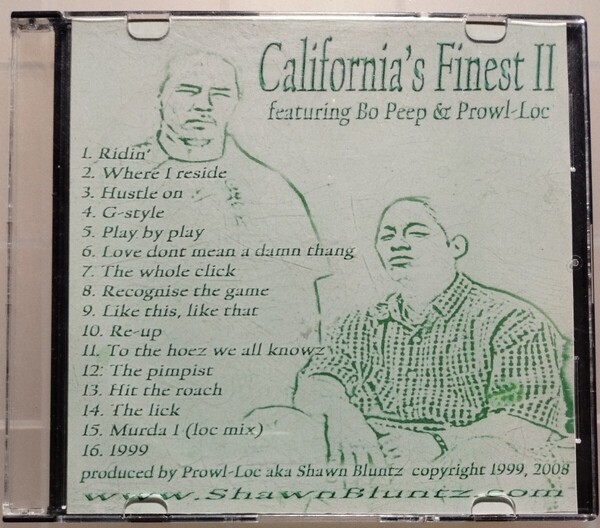 California's Finest II
featuring Bo Peep & Prowl-Loc
1. Ridin'
2. Where I reside
3. Hustle on
4. G-style
5. Play by play
6. Love dont mean a damn thang
7. The whole click
8. Recognise the game
9. Like this, like that
10. Re-up
11. To the hoez we all knowz
12: The pimpist
13. Hit the roach
14. The lick
15. Murda 1 (loc mix)
16. 1999
produced by Prowl-Loc aka Shawn Bluntz copyright 1999, 2008
www.ShawnBluntz.com